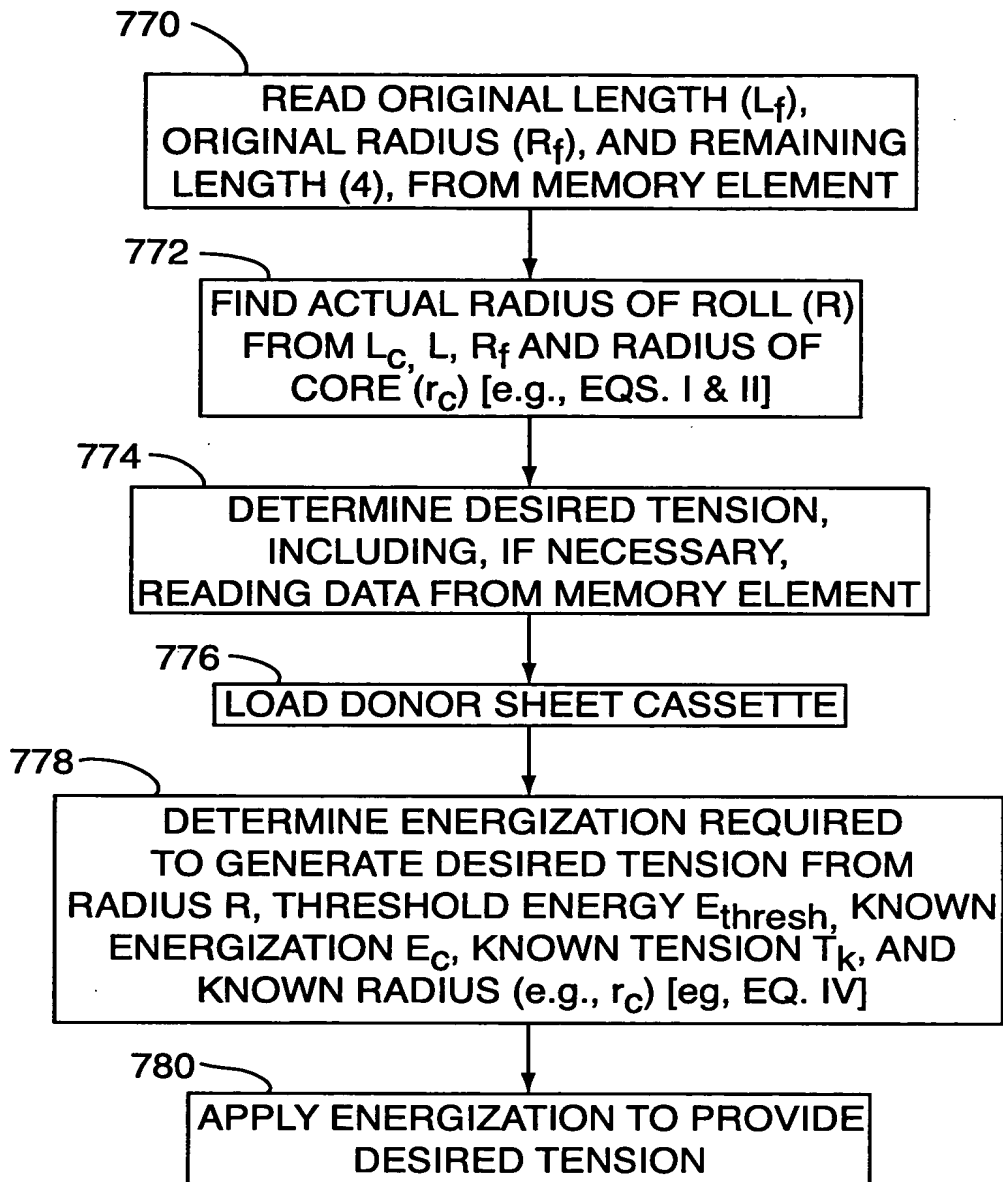 770
READ ORIGINAL LENGTH (Lf),
ORIGINAL RADIUS (Rf), AND REMAINING
LENGTH (4), FROM MEMORY ELEMENT
772
FIND ACTUAL RADIUS OF ROLL (R)
FROM Lc, L, Rf AND RADIUS OF
CORE (rc) [e.g., EQS. I & II]
774
DETERMINE DESIRED TENSION,
INCLUDING, IF NECESSARY,
READING DATA FROM MEMORY ELEMENT
776
LOAD DONOR SHEET CASSETTE
778
DETERMINE ENERGIZATION REQUIRED
TO GENERATE DESIRED TENSION FROM
RADIUS R, THRESHOLD ENERGY Ethresh, KNOWN
ENERGIZATION Ec, KNOWN TENSION Tk, AND
KNOWN RADIUS (e.g., rc) [eg, EQ. IV]
780
APPLY ENERGIZATION TO PROVIDE
DESIRED TENSION